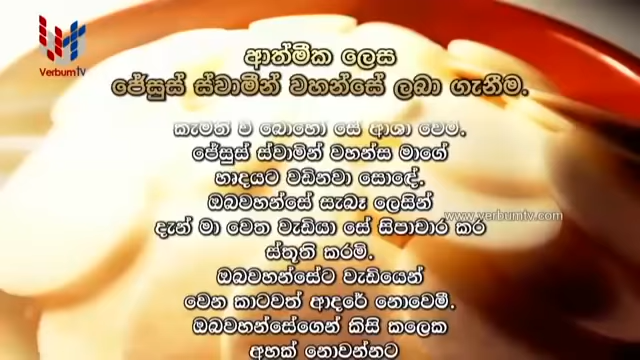 VerbumTV
ආත්මික ලෙස
ජේසුස් ස්වාමීන් වහන්සේ ලබා ගැනීම.
කැමති ව බොහෝ සේ ආශා වෙමි.
ජේසුස් ස්වාමින් වහන්ස මාගේ
හෘදයට වඩිනවා සොඳේ.
ඔබවහන්සේ සැබෑ ලෙසින්
www.verbumtv.com
දැන් මා වෙත වැඩියා සේ සිපාචාර කර
ස්තුති කරමි.
ඔබවහන්සේට වැඩියෙන්
වෙන කාටවත් ආදරේ නොවෙමී.
ඔබවහන්සේගෙන් කිසි කලෙක
අහක් නොවන්නට